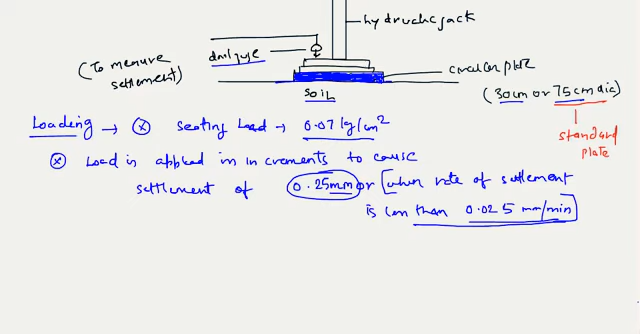 hydraulic jack
dial gauge
(To measure
settlement)
circular plate
soil
(30cm or 75cm dia)
standard
plate
Loading → ⊗ seating load → 0.07 kg/cm²
⊗ Load is applied in increments to cause
settlement of 0.25mm or [when rate of settlement
is less than 0.025 mm/min]